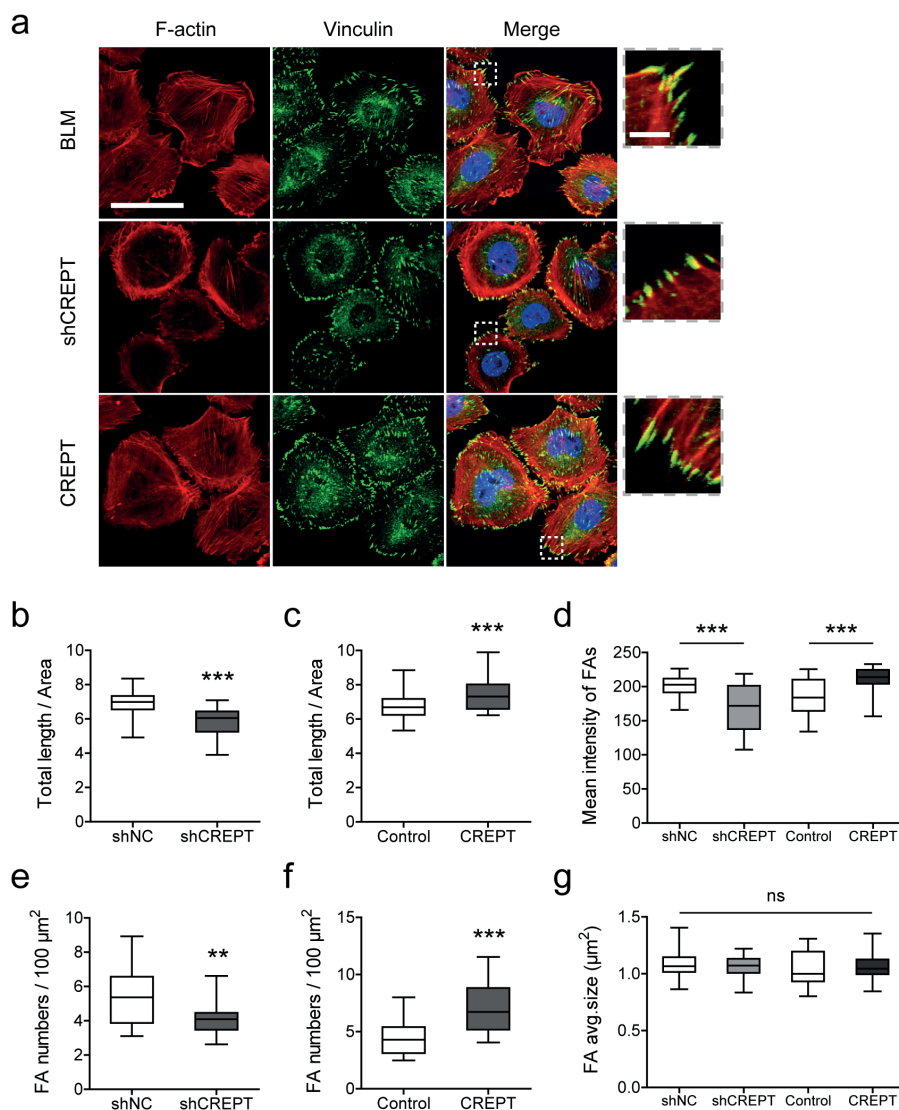 a
F-actin Vinculin Merge
BLM
shCREPT
CREPT
b
Total length / Area
10
8
6
4
2
0
***
shNC shCREPT
c
Total length / Area
10
8
6
4
2
0
***
Control CREPT
d
Mean intensity of FAs
250
200
150
100
50
0
*** ***
shNC shCREPT Control CREPT
e
FA numbers / 100 µm²
10
8
6
4
2
0
**
shNC shCREPT
f
FA numbers / 100 µm²
15
10
5
0
***
Control CREPT
g
FA avg.size (µm²)
1.5
1.0
0.5
0.0
ns
shNC shCREPT Control CREPT